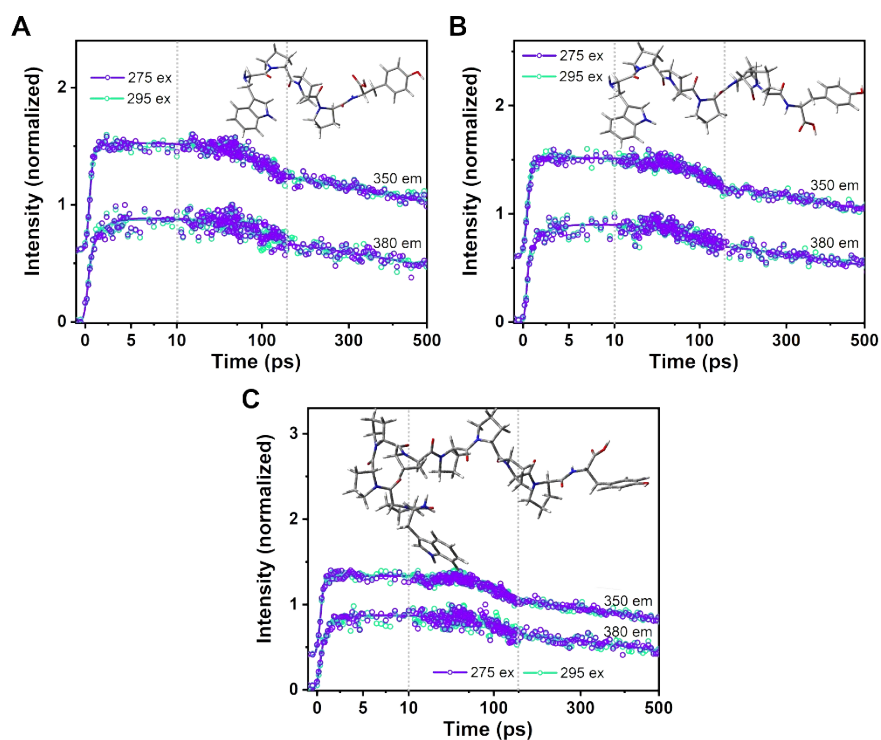 A
275 ex
295 ex
2
1
0
Intensity (normalized)
350 em
380 em
0 5 10 100 300 500
Time (ps)
B
275 ex
295 ex
2
1
0
Intensity (normalized)
350 em
380 em
0 5 10 100 300 500
Time (ps)
C
3
2
1
0
Intensity (normalized)
350 em
380 em
275 ex 295 ex
0 5 10 100 300 500
Time (ps)